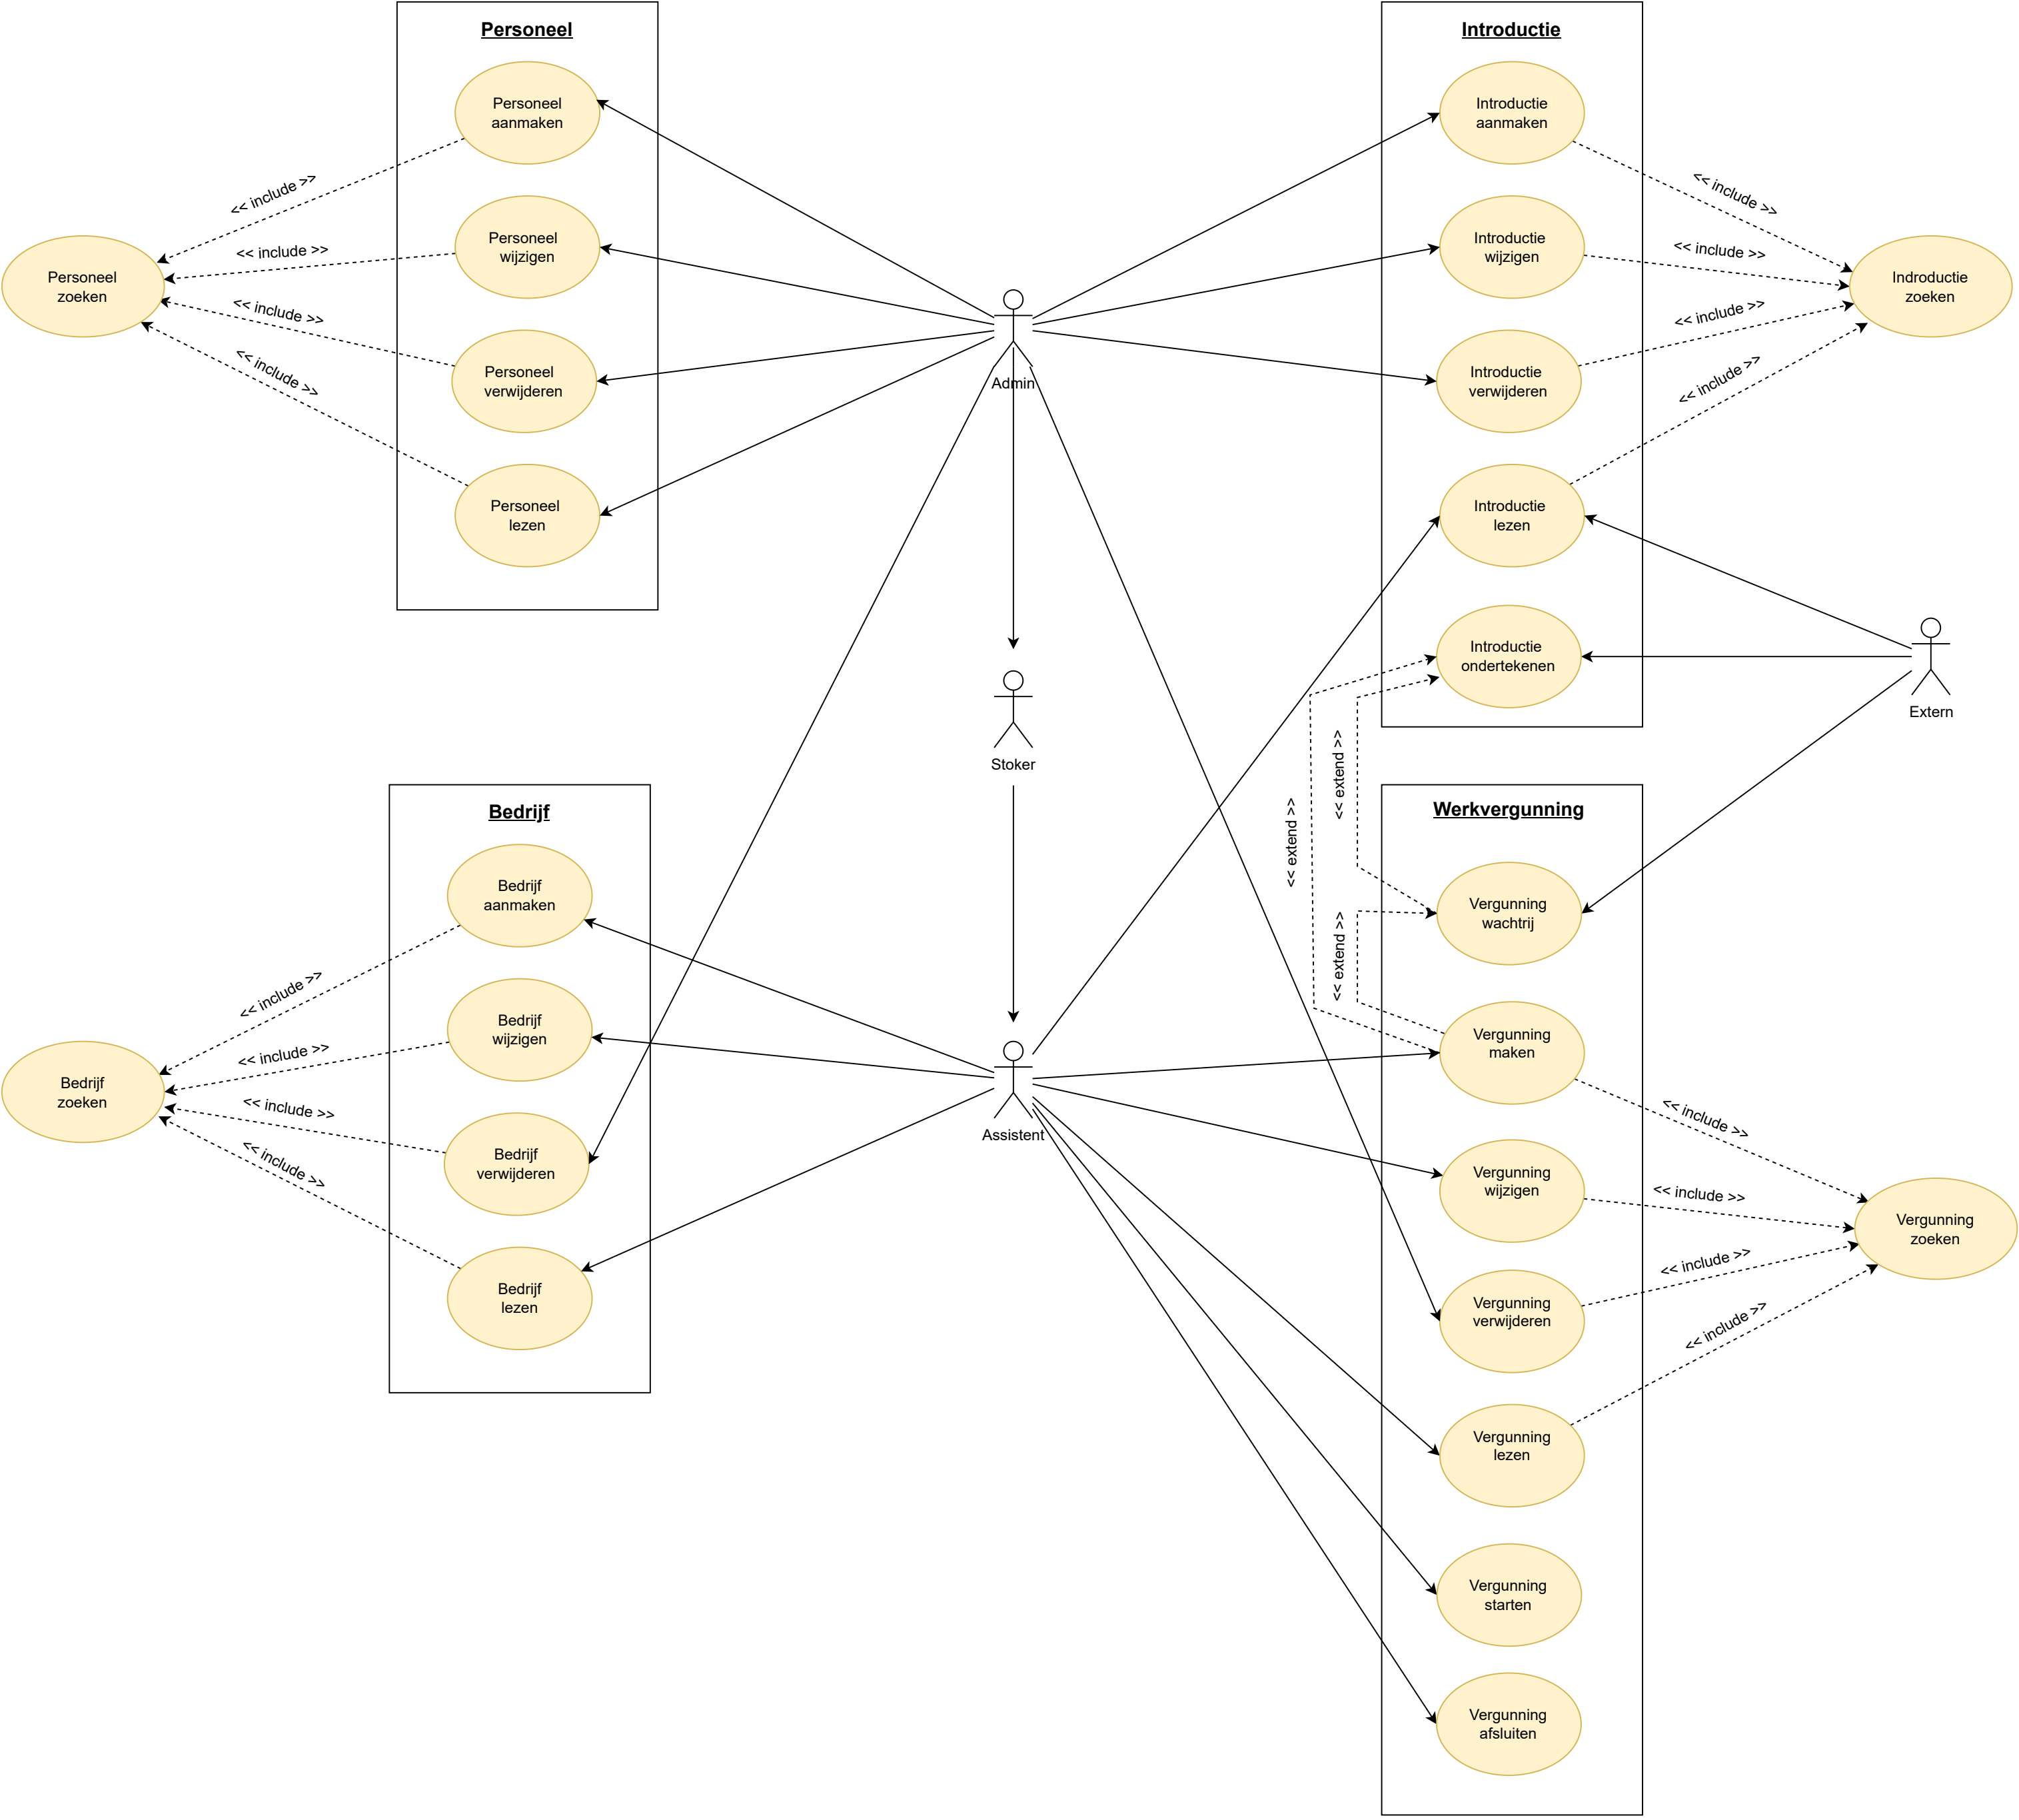 Personeel
Personeel
aanmaken
Personeel
wijzigen
Personeel
verwijderen
Personeel
lezen
<< include >>
<< include >>
<< include >>
<< include >>
Personeel
zoeken
Admin
Stoker
Assistent
Introductie
Introductie
aanmaken
Introductie
wijzigen
Introductie
verwijderen
Introductie
lezen
Introductie
ondertekenen
<< include >>
<< include >>
<< include >>
<< include >>
Indroductie
zoeken
Extern
<< extend >>
<< extend >>
<< extend >>
Bedrijf
Bedrijf
aanmaken
Bedrijf
wijzigen
Bedrijf
verwijderen
Bedrijf
lezen
<< include >>
<< include >>
<< include >>
<< include >>
Bedrijf
zoeken
Werkvergunning
Vergunning
wachtrij
Vergunning
maken
Vergunning
wijzigen
Vergunning
verwijderen
Vergunning
lezen
Vergunning
starten
Vergunning
afsluiten
<< include >>
<< include >>
<< include >>
<< include >>
Vergunning
zoeken